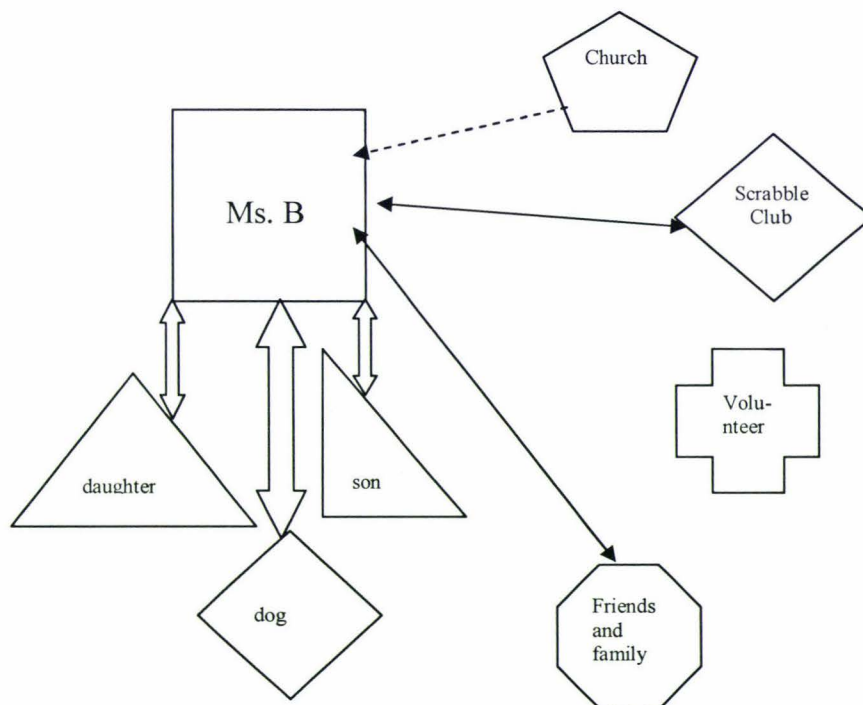 Church
Ms. B
Scrabble
Club
Volu-
nteer
daughter
son
dog
Friends
and
family